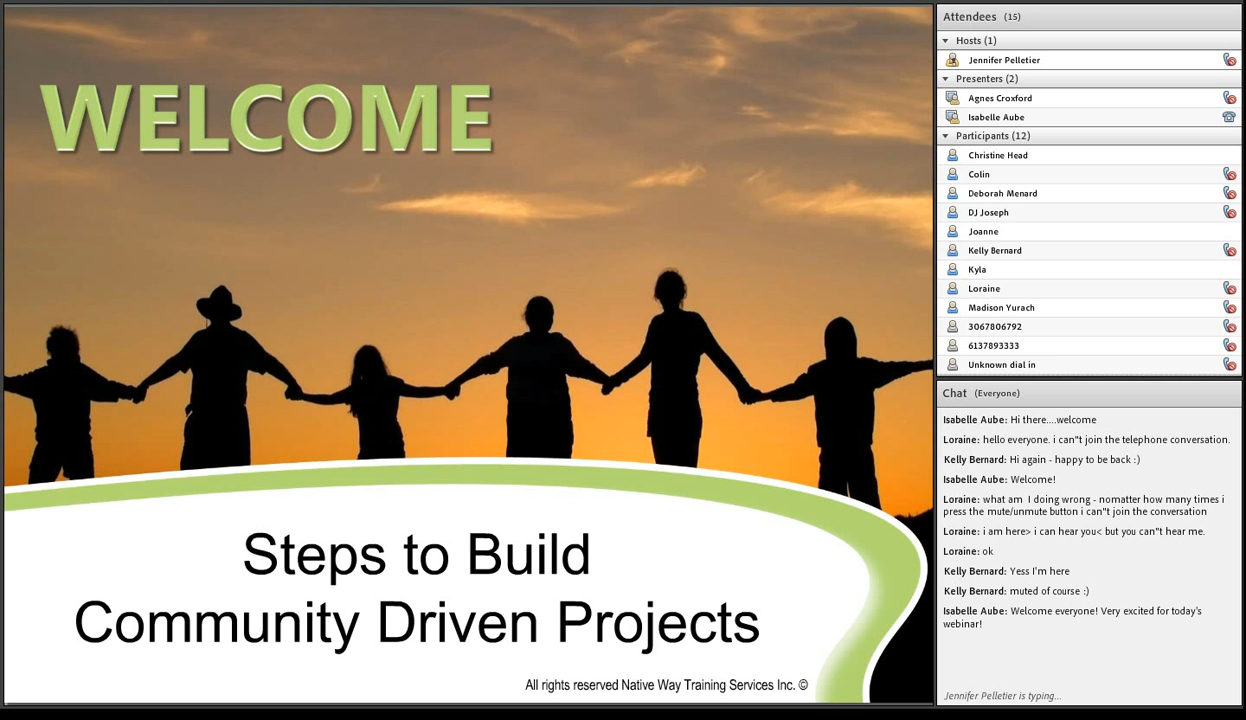 WELCOME
Steps to Build
Community Driven Projects
All rights reserved Native Way Training Services Inc. ©
Attendees (15)
Hosts (1)
Jennifer Pelletier
Presenters (2)
Agnes Croxford
Isabelle Aube
Participants (12)
Christine Head
Colin
Deborah Menard
DJ Joseph
Joanne
Kelly Bernard
Kyla
Loraine
Madison Yurach
3067806792
6137893333
Unknown dial in
Chat (Everyone)
Isabelle Aube: Hi there....welcome
Loraine: hello everyone. i can"t join the telephone conversation.
Kelly Bernard: Hi again - happy to be back :)
Isabelle Aube: Welcome!
Loraine: what am I doing wrong - nomatter how many times i
press the mute/unmute button i can"t join the conversation
Loraine: i am here> i can hear you< but you can"t hear me.
Loraine: ok
Kelly Bernard: Yess I'm here
Kelly Bernard: muted of course :)
Isabelle Aube: Welcome everyone! Very excited for today's
webinar!
Jennifer Pelletier is typing...